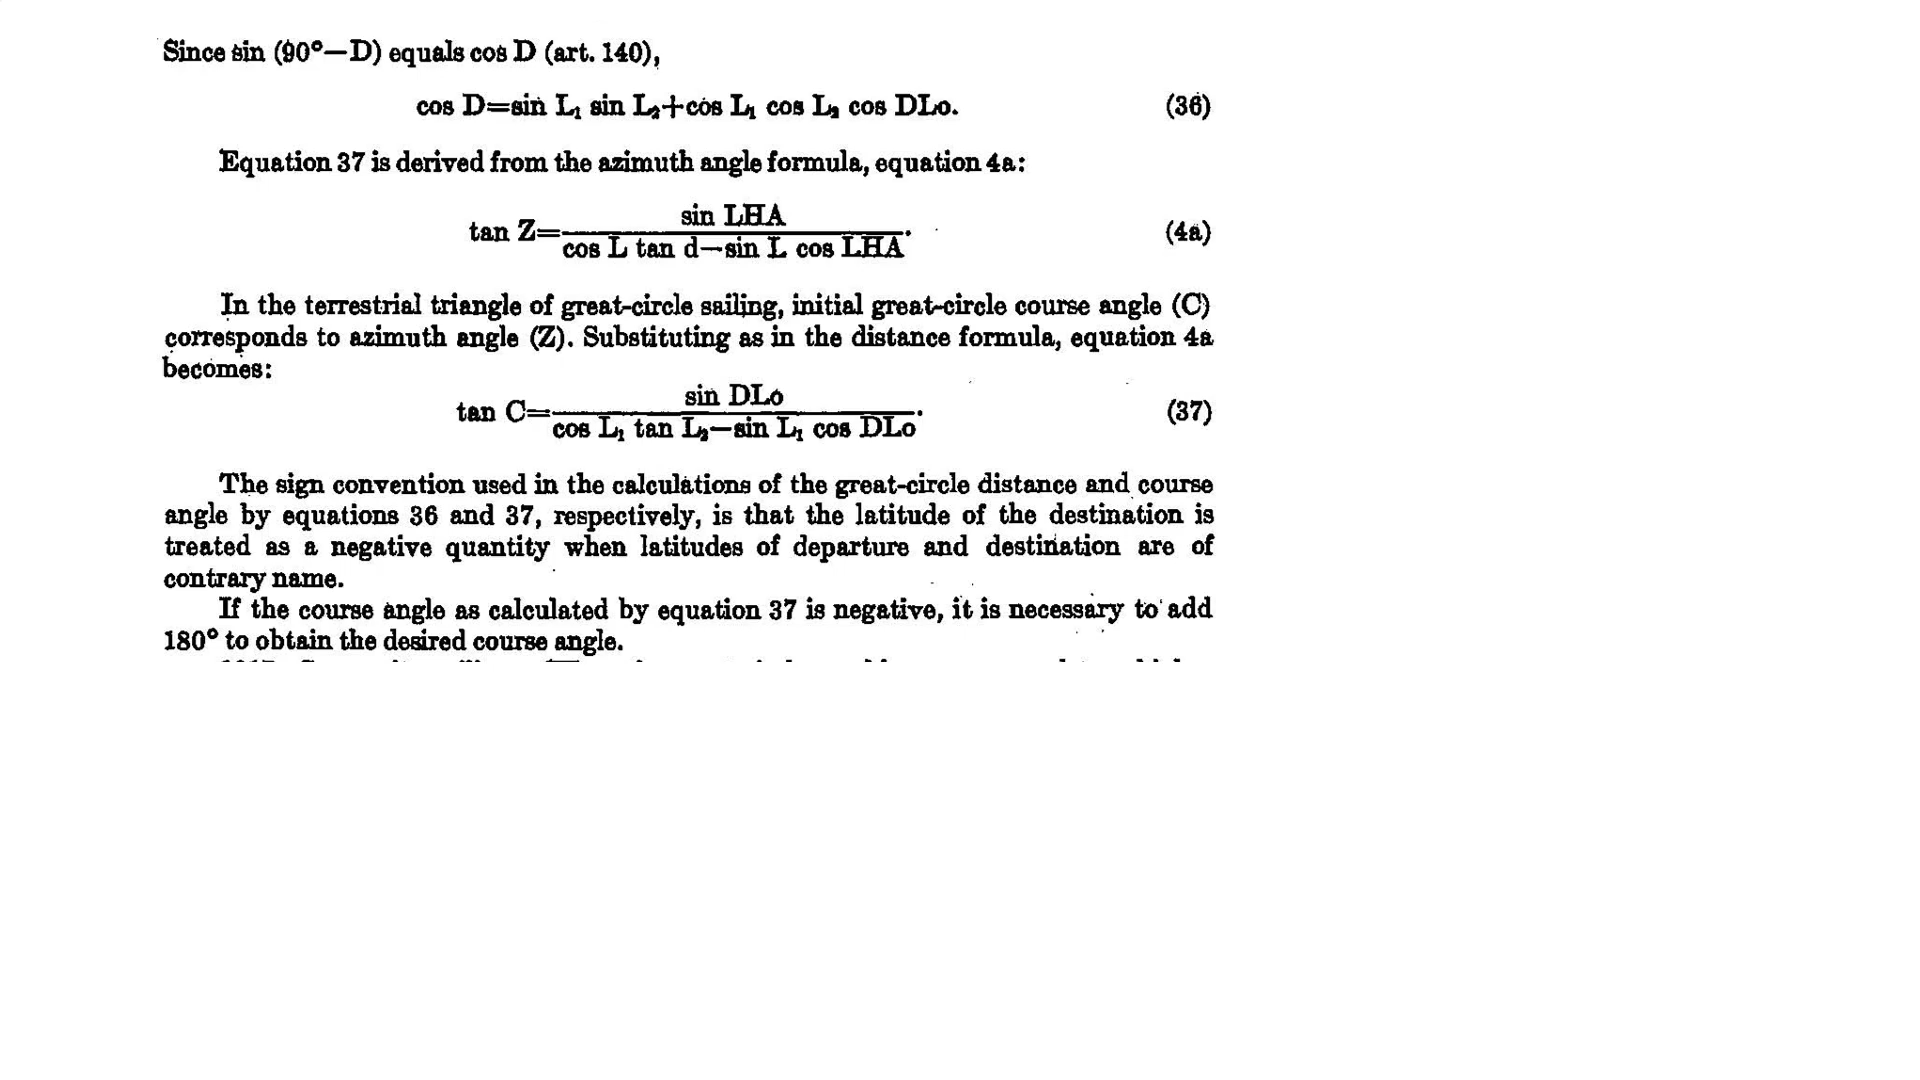 Since sin (90°—D) equals cos D (art. 140),
cos D=sin L₁ sin L₂+cos L₁ cos L₂ cos DLo. (36)
Equation 37 is derived from the azimuth angle formula, equation 4a:
sin LHA
tan Z= (4a)
cos L tan d—sin L cos LHA.
In the terrestrial triangle of great-circle sailing, initial great-circle course angle (C)
corresponds to azimuth angle (Z). Substituting as in the distance formula, equation 4a
becomes:
sin DLo
tan C= (37)
cos L₁ tan L₂—sin L₁ cos DLo.
The sign convention used in the calculations of the great-circle distance and course
angle by equations 36 and 37, respectively, is that the latitude of the destination is
treated as a negative quantity when latitudes of departure and destination are of
contrary name.
If the course angle as calculated by equation 37 is negative, it is necessary to add
180° to obtain the desired course angle.